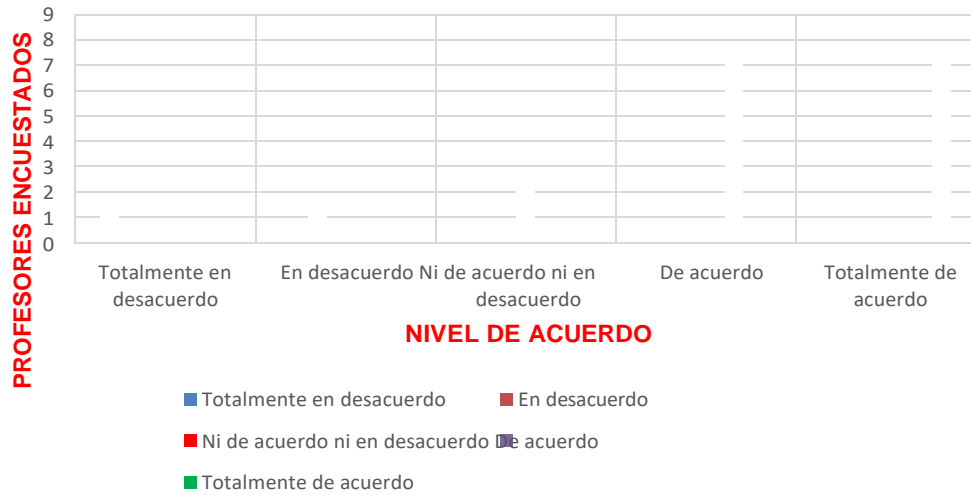 PROFESORES ENCUESTADOS
9
8
7
6
5
4
3
2
1
0
Totalmente en
desacuerdo
En desacuerdo
Ni de acuerdo ni en
desacuerdo
De acuerdo
Totalmente de
acuerdo
NIVEL DE ACUERDO
Totalmente en desacuerdo
En desacuerdo
Ni de acuerdo ni en desacuerdo
De acuerdo
Totalmente de acuerdo